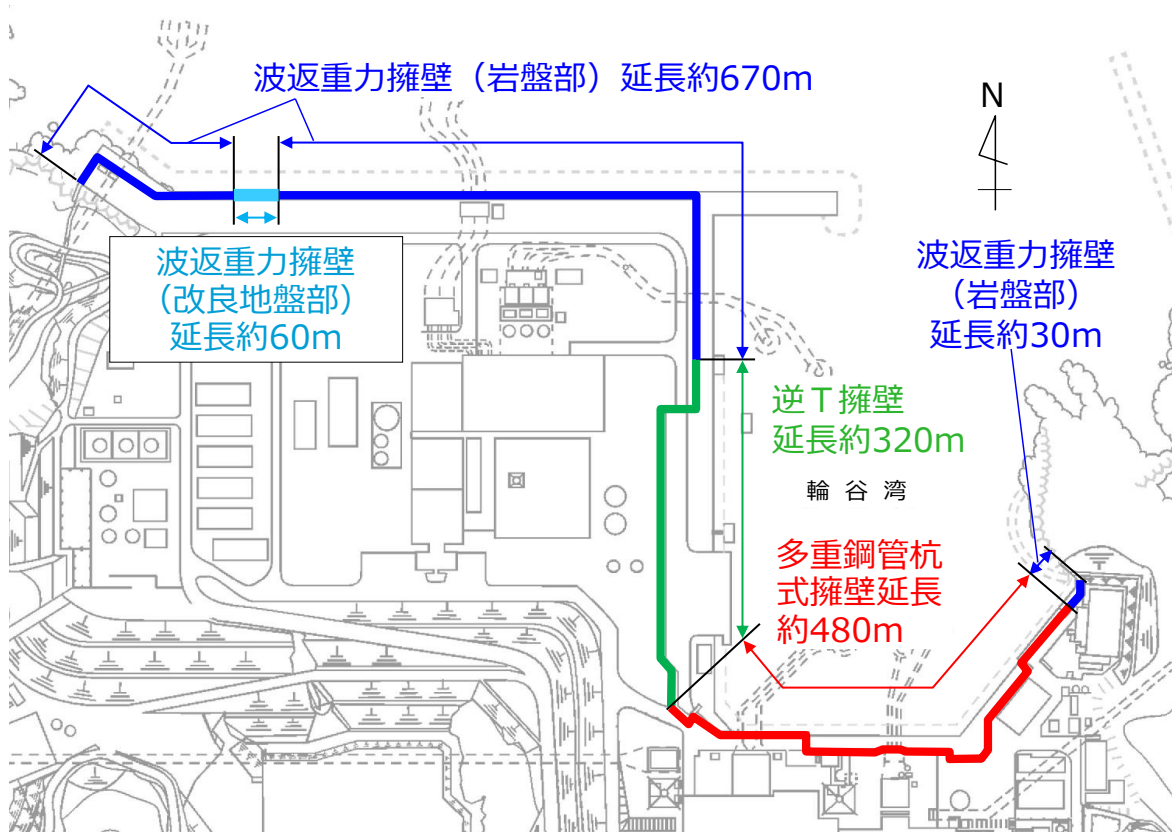 波返重力擁壁（岩盤部）延長約670m
N
波返重力擁壁
（改良地盤部）
延長約60m
波返重力擁壁
（岩盤部）
延長約30m
逆Ｔ擁壁
延長約320m
輪谷湾
多重鋼管杭
式擁壁延長
約480m